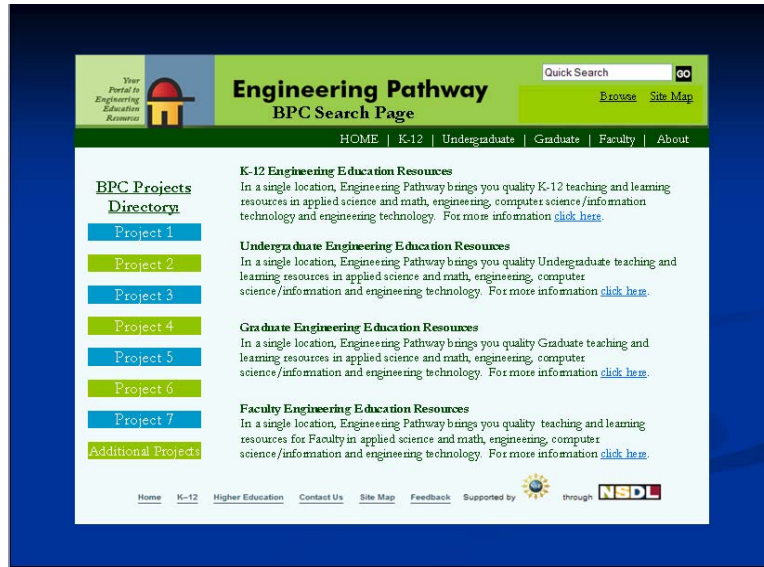 Your
Portal to
Engineering
Education
Resources
Engineering Pathway
BPC Search Page
Quick Search GO
Browse Site Map
HOME | K-12 | Undergraduate | Graduate | Faculty | About
BPC Projects
Directory:
Project 1
Project 2
Project 3
Project 4
Project 5
Project 6
Project 7
Additional Projects
K-12 Engineering Education Resources
In a single location, Engineering Pathway brings you quality K-12 teaching and learning
resources in applied science and math, engineering, computer science/information
technology and engineering technology. For more information click here.
Undergraduate Engineering Education Resources
In a single location, Engineering Pathway brings you quality Undergraduate teaching and
learning resources in applied science and math, engineering, computer
science/information and engineering technology. For more information click here.
Graduate Engineering Education Resources
In a single location, Engineering Pathway brings you quality Graduate teaching and
learning resources in applied science and math, engineering, computer
science/information and engineering technology. For more information click here.
Faculty Engineering Education Resources
In a single location, Engineering Pathway brings you quality teaching and learning
resources for Faculty in applied science and math, engineering, computer
science/information and engineering technology. For more information click here.
Home K-12 Higher Education Contact Us Site Map Feedback Supported by through NSDL